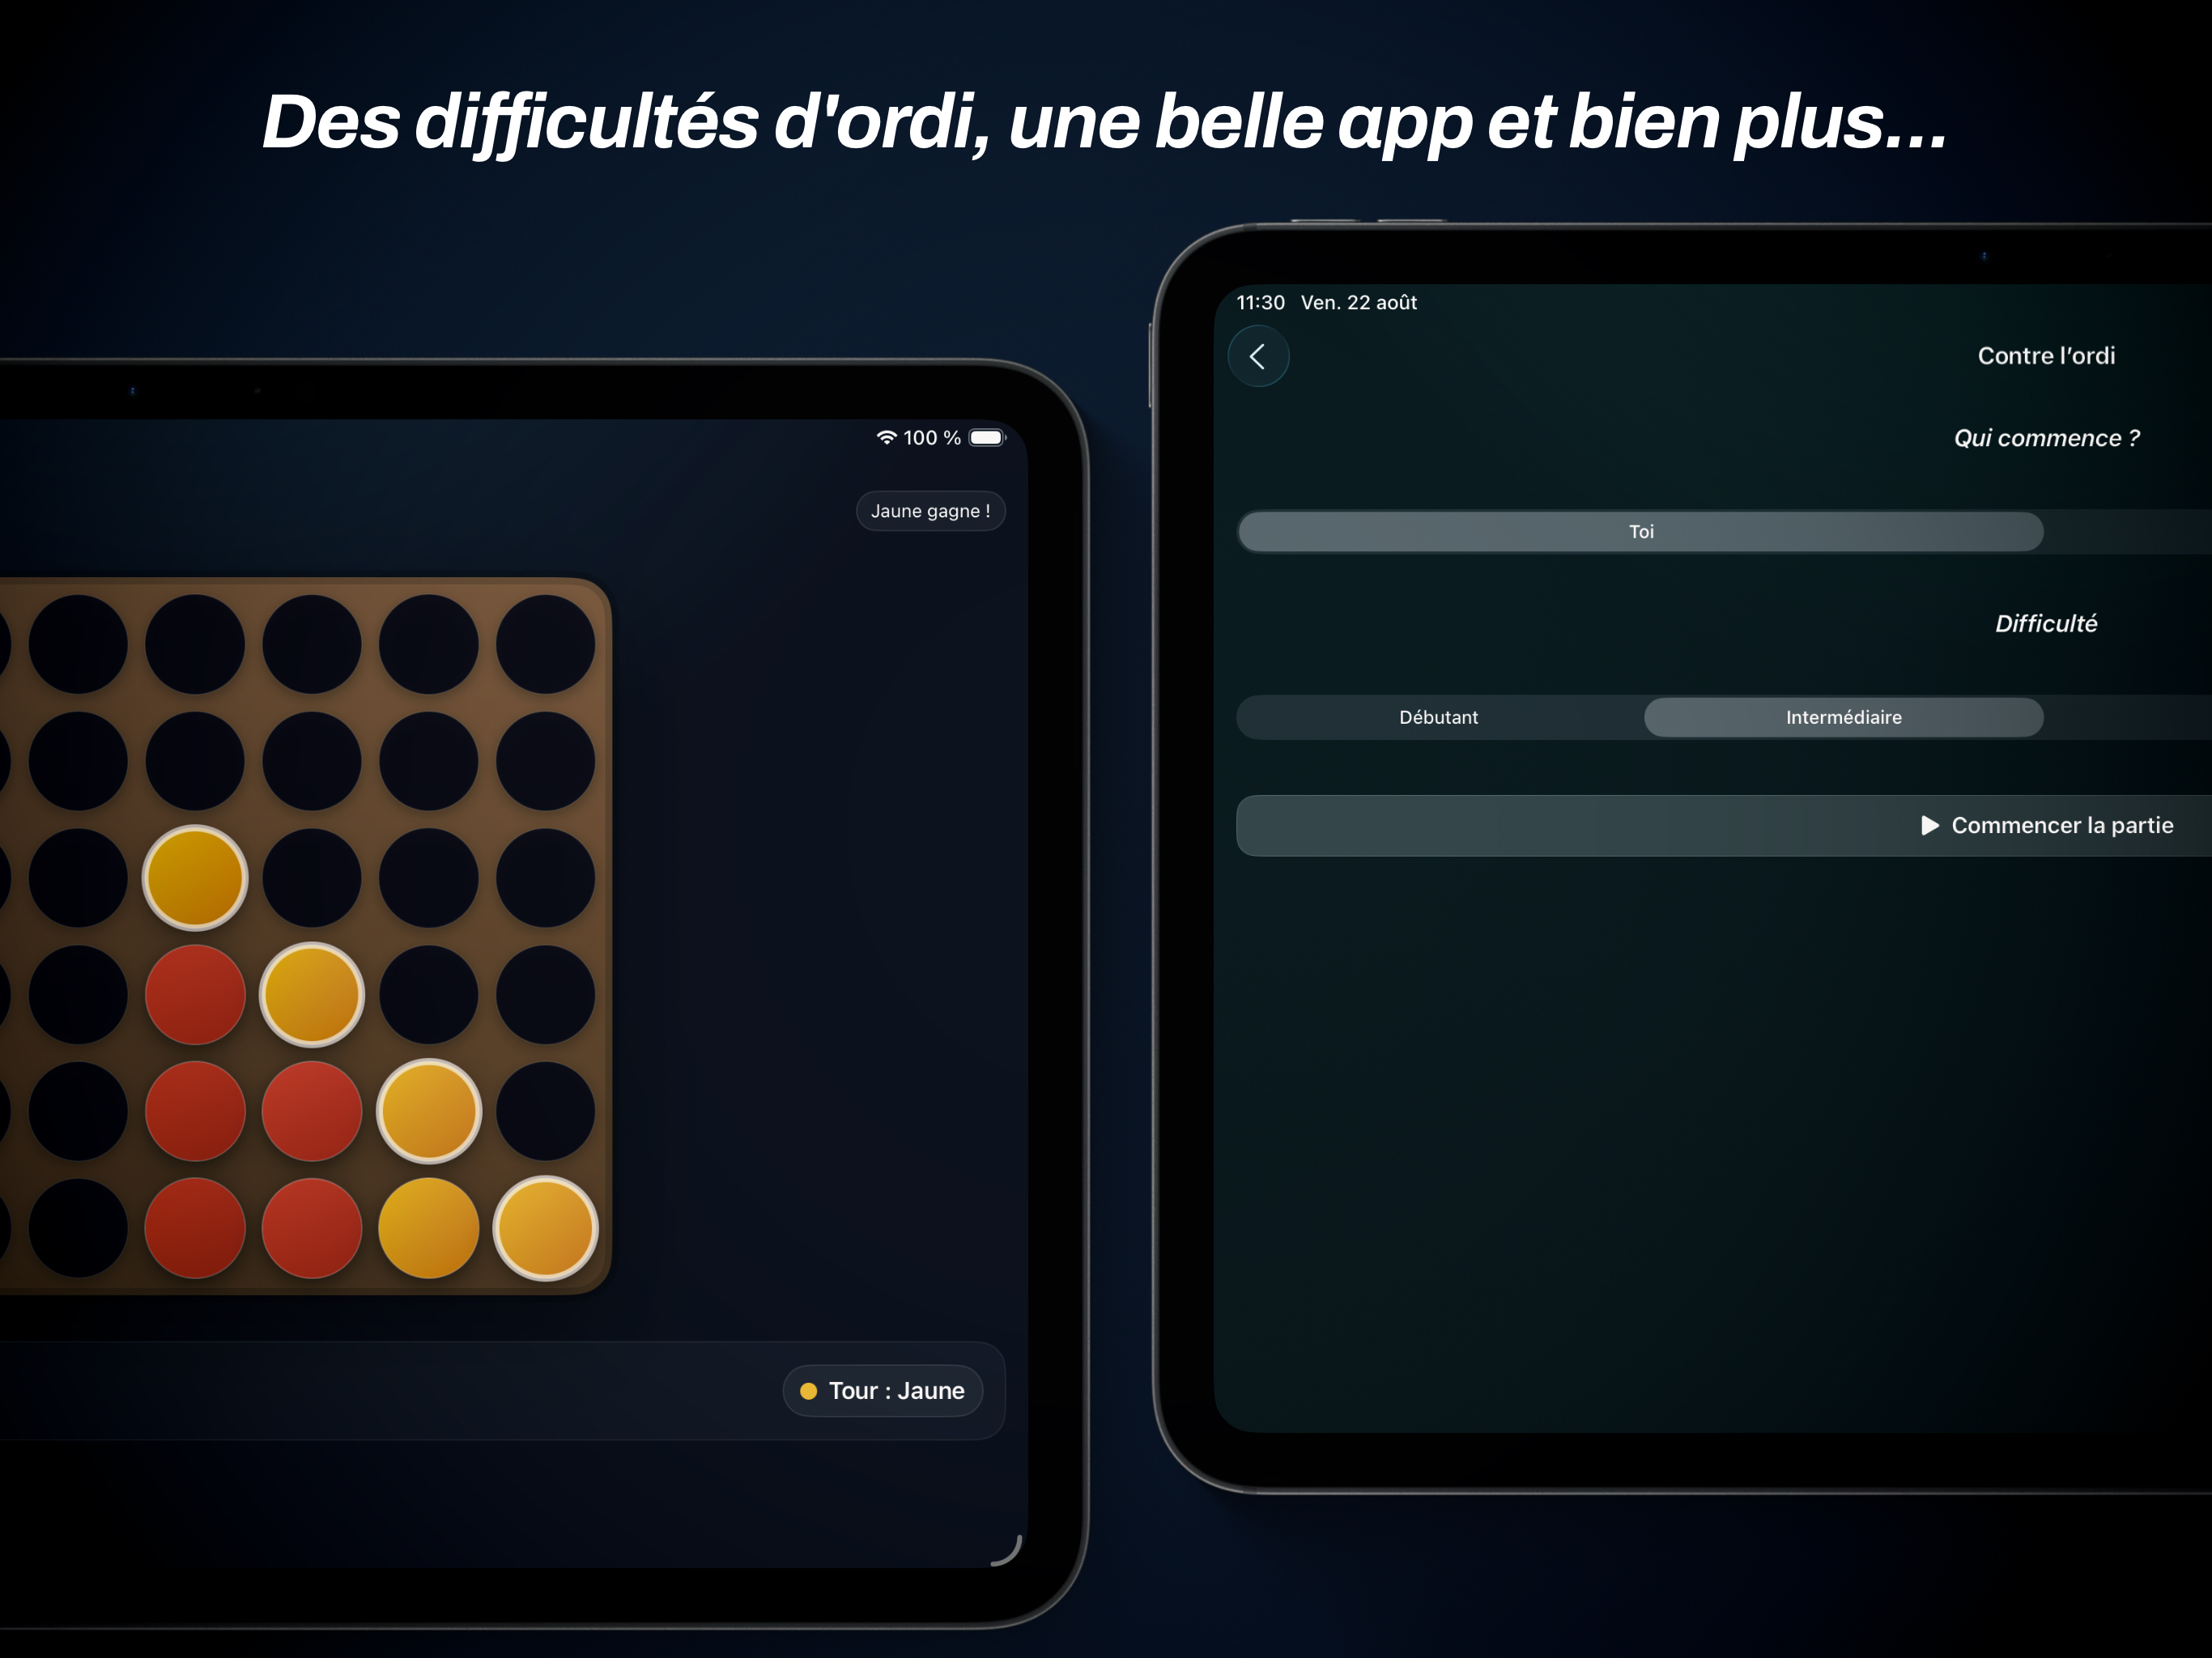 Des difficultés d'ordi, une belle app et bien plus...
100 %
Jaune gagne !
Tour : Jaune
11:30 Ven. 22 août
Contre l’ordi
Qui commence ?
Toi
Difficulté
Débutant Intermédiaire
Commencer la partie